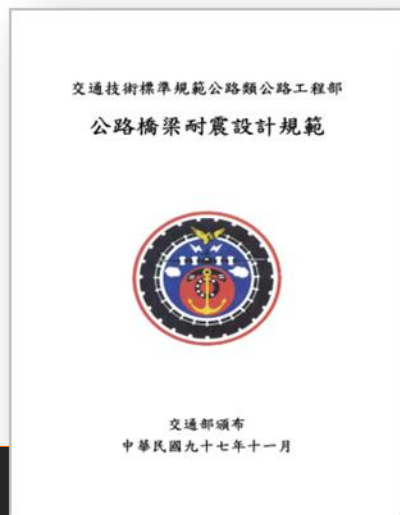 交通技術標準規範公路類公路工程部
公路橋梁耐震設計規範
交通部頒布
中華民國九十七年十一月